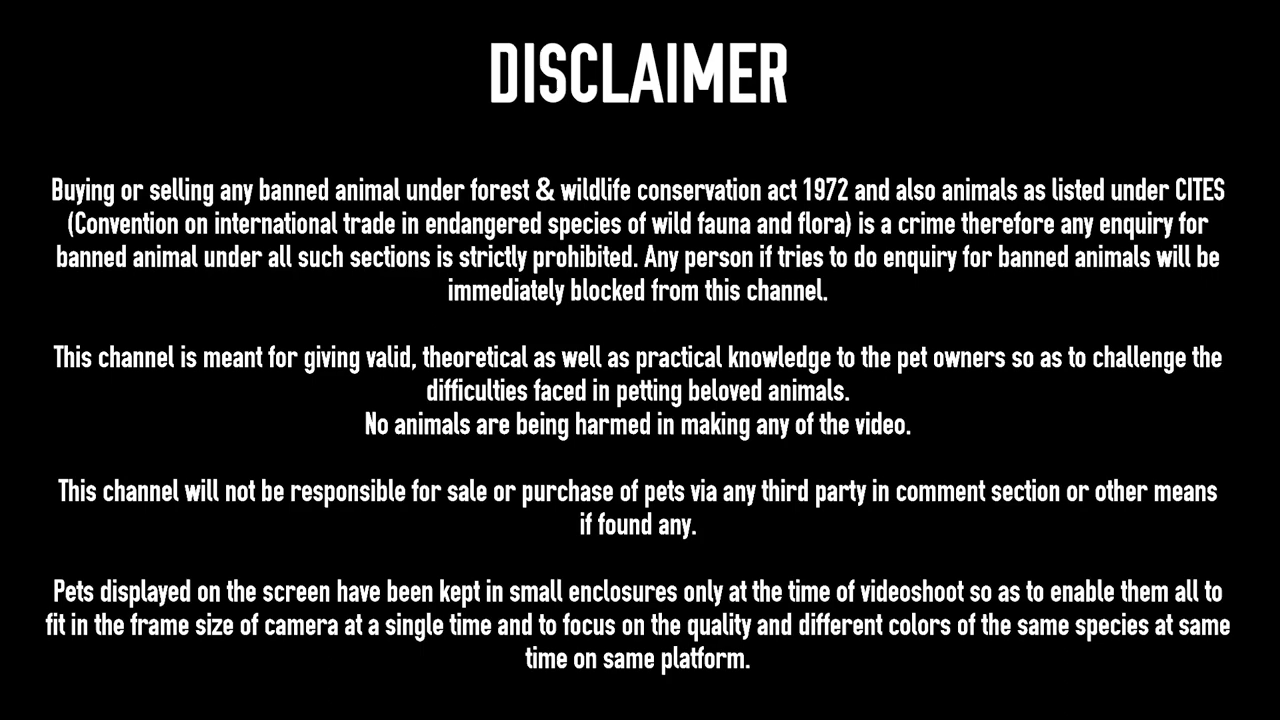 DISCLAIMER
Buying or selling any banned animal under forest & wildlife conservation act 1972 and also animals as listed under CITES
(Convention on international trade in endangered species of wild fauna and flora) is a crime therefore any enquiry for
banned animal under all such sections is strictly prohibited. Any person if tries to do enquiry for banned animals will be
immediately blocked from this channel.
This channel is meant for giving valid, theoretical as well as practical knowledge to the pet owners so as to challenge the
difficulties faced in petting beloved animals.
No animals are being harmed in making any of the video.
This channel will not be responsible for sale or purchase of pets via any third party in comment section or other means
if found any.
Pets displayed on the screen have been kept in small enclosures only at the time of videoshoot so as to enable them all to
fit in the frame size of camera at a single time and to focus on the quality and different colors of the same species at same
time on same platform.